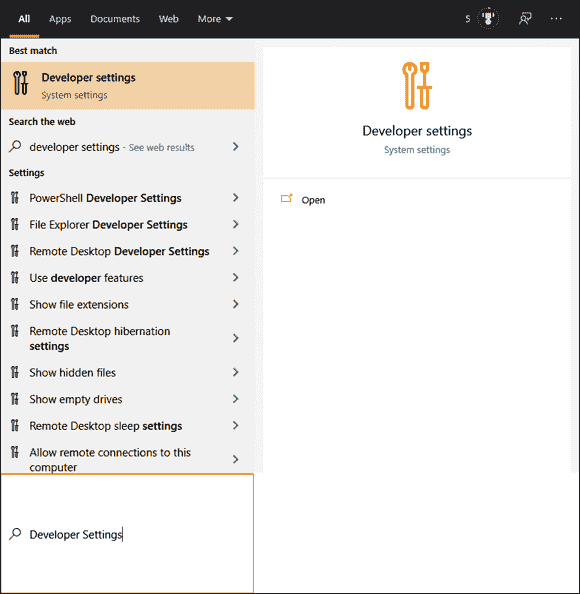 All Apps Documents Web More 5 ...
Best match
Developer settings
System settings
Search the web
developer settings - See web results
Settings
PowerShell Developer Settings
File Explorer Developer Settings
Remote Desktop Developer Settings
Use developer features
Show file extensions
Remote Desktop hibernation
settings
Show hidden files
Show empty drives
Remote Desktop sleep settings
Allow remote connections to this
computer
Developer settings
System settings
Open
Developer Settings